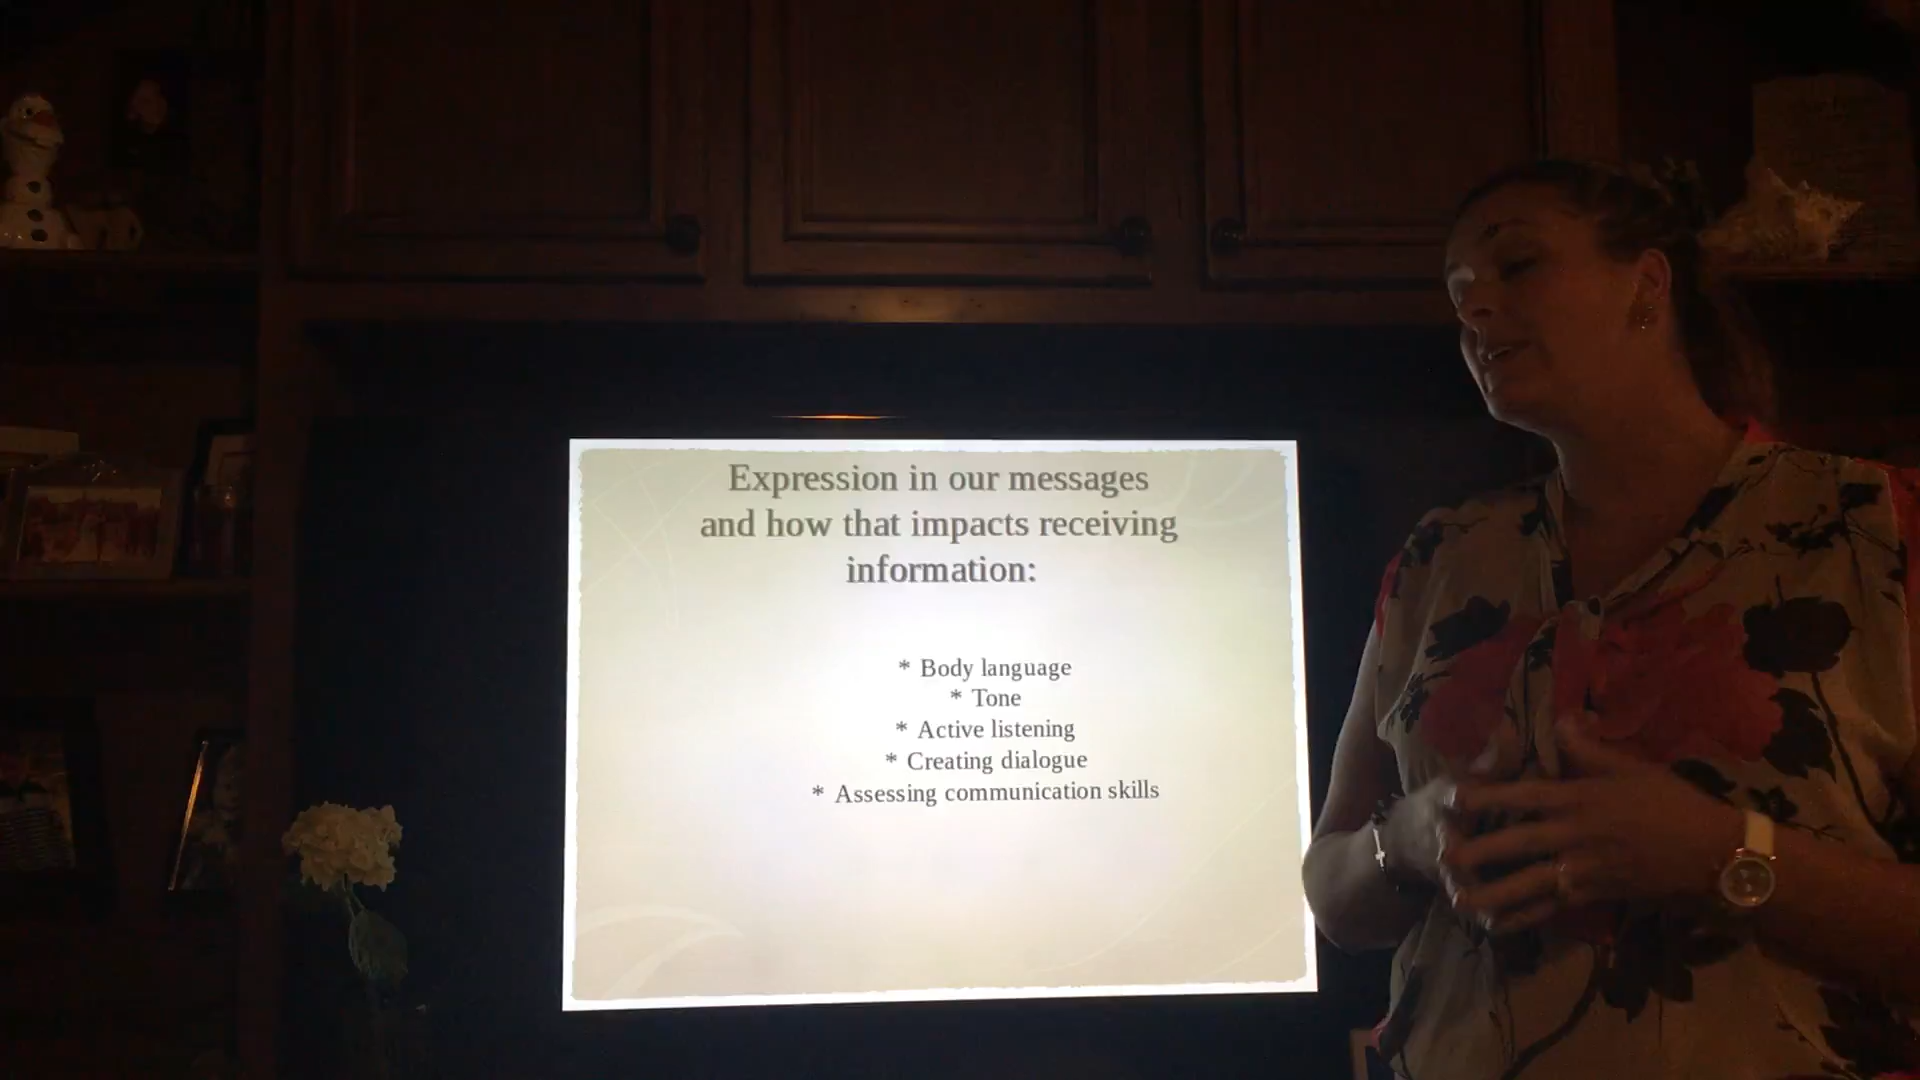 Expression in our messages
and how that impacts receiving
information:
* Body language
* Tone
* Active listening
* Creating dialogue
* Assessing communication skills